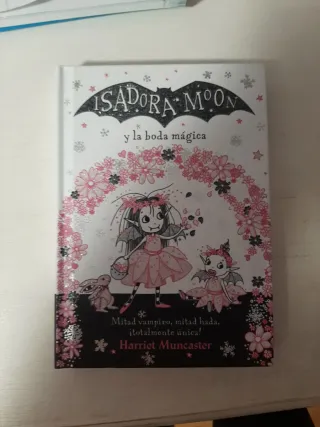 ISADORA MOON
y la boda mágica
Mitad vampiro, mitad hada,
¡totalmente única!
Harriet Muncaster